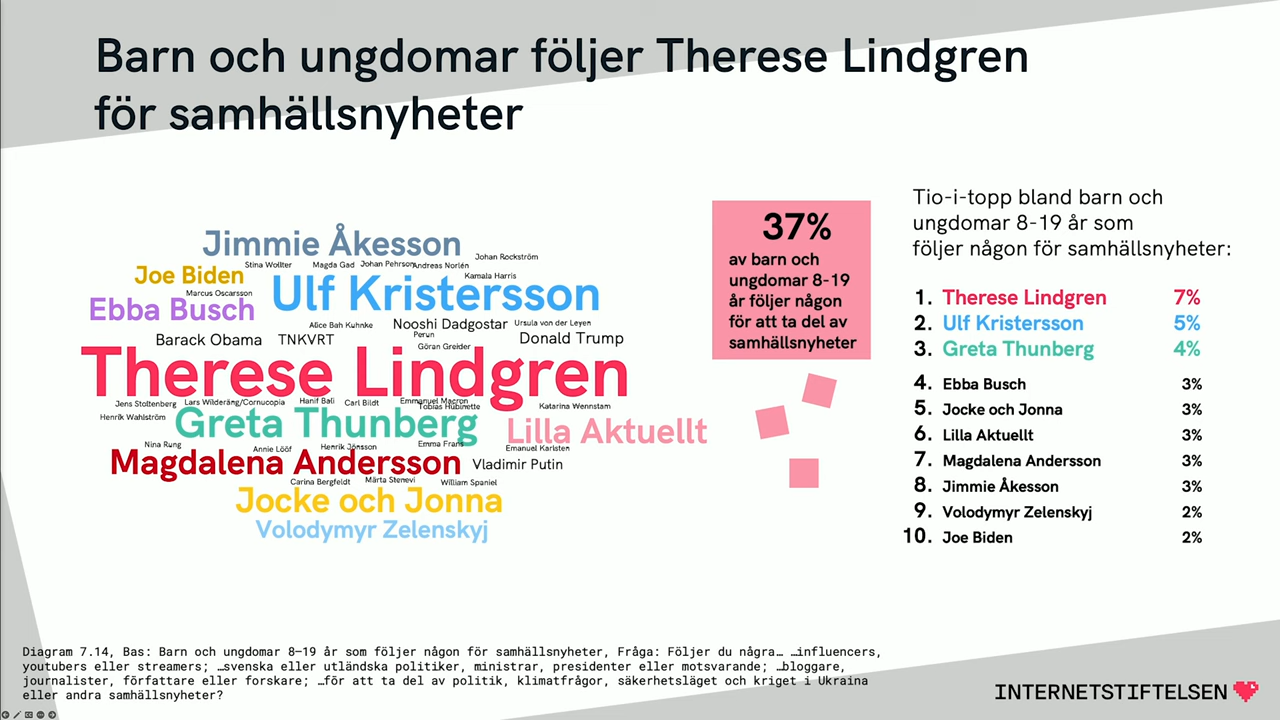 Barn och ungdomar följer Therese Lindgren
för samhällsnyheter
Jimmie Åkesson
Johan Rockström
Stina Wollter
Magda Gad
Johan Pehrson
Andreas Norlén
Joe Biden
Kamala Harris
Marcus Oscarsson
Ulf Kristersson
Ebba Busch
Alice Bah Kuhnke
Nooshi Dadgostar
Ursula von der Leyen
Barack Obama
TNKVRT
Perun
Donald Trump
Göran Greider
Therese Lindgren
Jens Stoltenberg
Lars Wilderäng/Cornucopia
Hanif Bali
Carl Bildt
Emmanuel Macron
Tobias Hübinette
Katarina Wennstam
Henrik Wahlström
Greta Thunberg
Lilla Aktuellt
Nina Rung
Annie Lööf
Henrik Jönsson
Emma Frans
Emanuel Karlsten
Magdalena Andersson
Vladimir Putin
Carina Bergfeldt
Märta Stenevi
William Spaniel
Jocke och Jonna
Volodymyr Zelenskyj
37%
av barn och
ungdomar 8-19
år följer någon
för att ta del av
samhällsnyheter
Tio-i-topp bland barn och
ungdomar 8-19 år som
följer någon för samhällsnyheter:
1. Therese Lindgren 7%
2. Ulf Kristersson 5%
3. Greta Thunberg 4%
4. Ebba Busch 3%
5. Jocke och Jonna 3%
6. Lilla Aktuellt 3%
7. Magdalena Andersson 3%
8. Jimmie Åkesson 3%
9. Volodymyr Zelenskyj 2%
10. Joe Biden 2%
Diagram 7.14, Bas: Barn och ungdomar 8–19 år som följer någon för samhällsnyheter, Fråga: Följer du några… …influencers,
youtubers eller streamers; …svenska eller utländska politiker, ministrar, presidenter eller motsvarande; …bloggare,
journalister, författare eller forskare; …för att ta del av politik, klimatfrågor, säkerhetsläget och kriget i Ukraina
eller andra samhällsnyheter?
INTERNETSTIFTELSEN